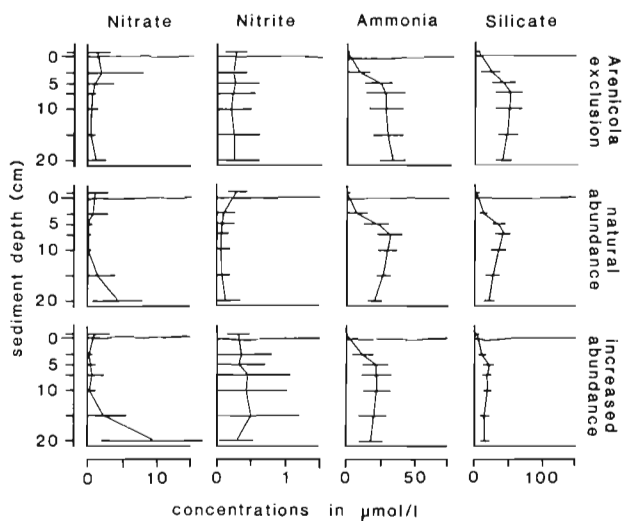 Nitrate Nitrite Ammonia Silicate
0
5
10
20
Arenicola exclusion
0
5
10
20
natural abundance
0
5
10
20
increased abundance
sediment depth (cm)
0 10 0 1 0 25 50 0 100
concentrations in µmol/l